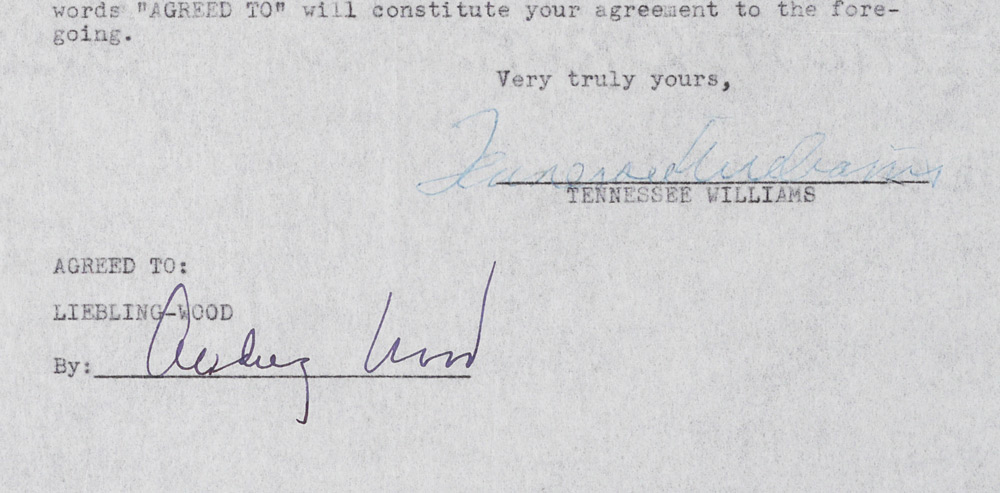 words "AGREED TO" will constitute your agreement to the fore-
going.
Very truly yours,
Tennessee Williams
TENNESSEE WILLIAMS
AGREED TO:
LIEBLING-WOOD
By: Audrey Wood